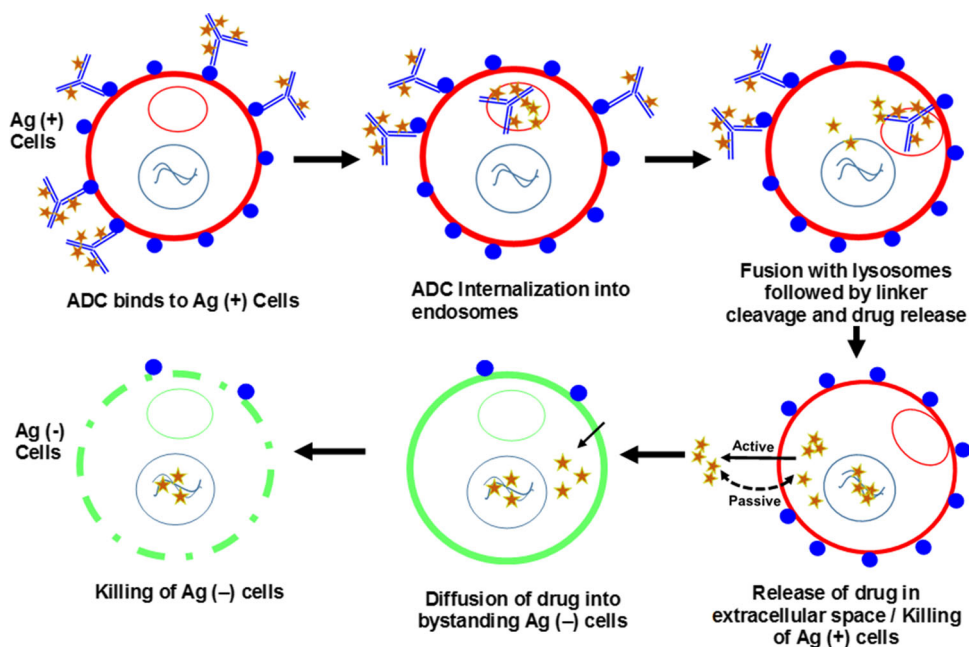 Ag (+)
Cells
ADC binds to Ag (+) Cells
ADC Internalization into
endosomes
Fusion with lysosomes
followed by linker
cleavage and drug release
Ag (-)
Cells
Killing of Ag (–) cells
Diffusion of drug into
bystanding Ag (–) cells
Active
Passive
Release of drug in
extracellular space / Killing
of Ag (+) cells